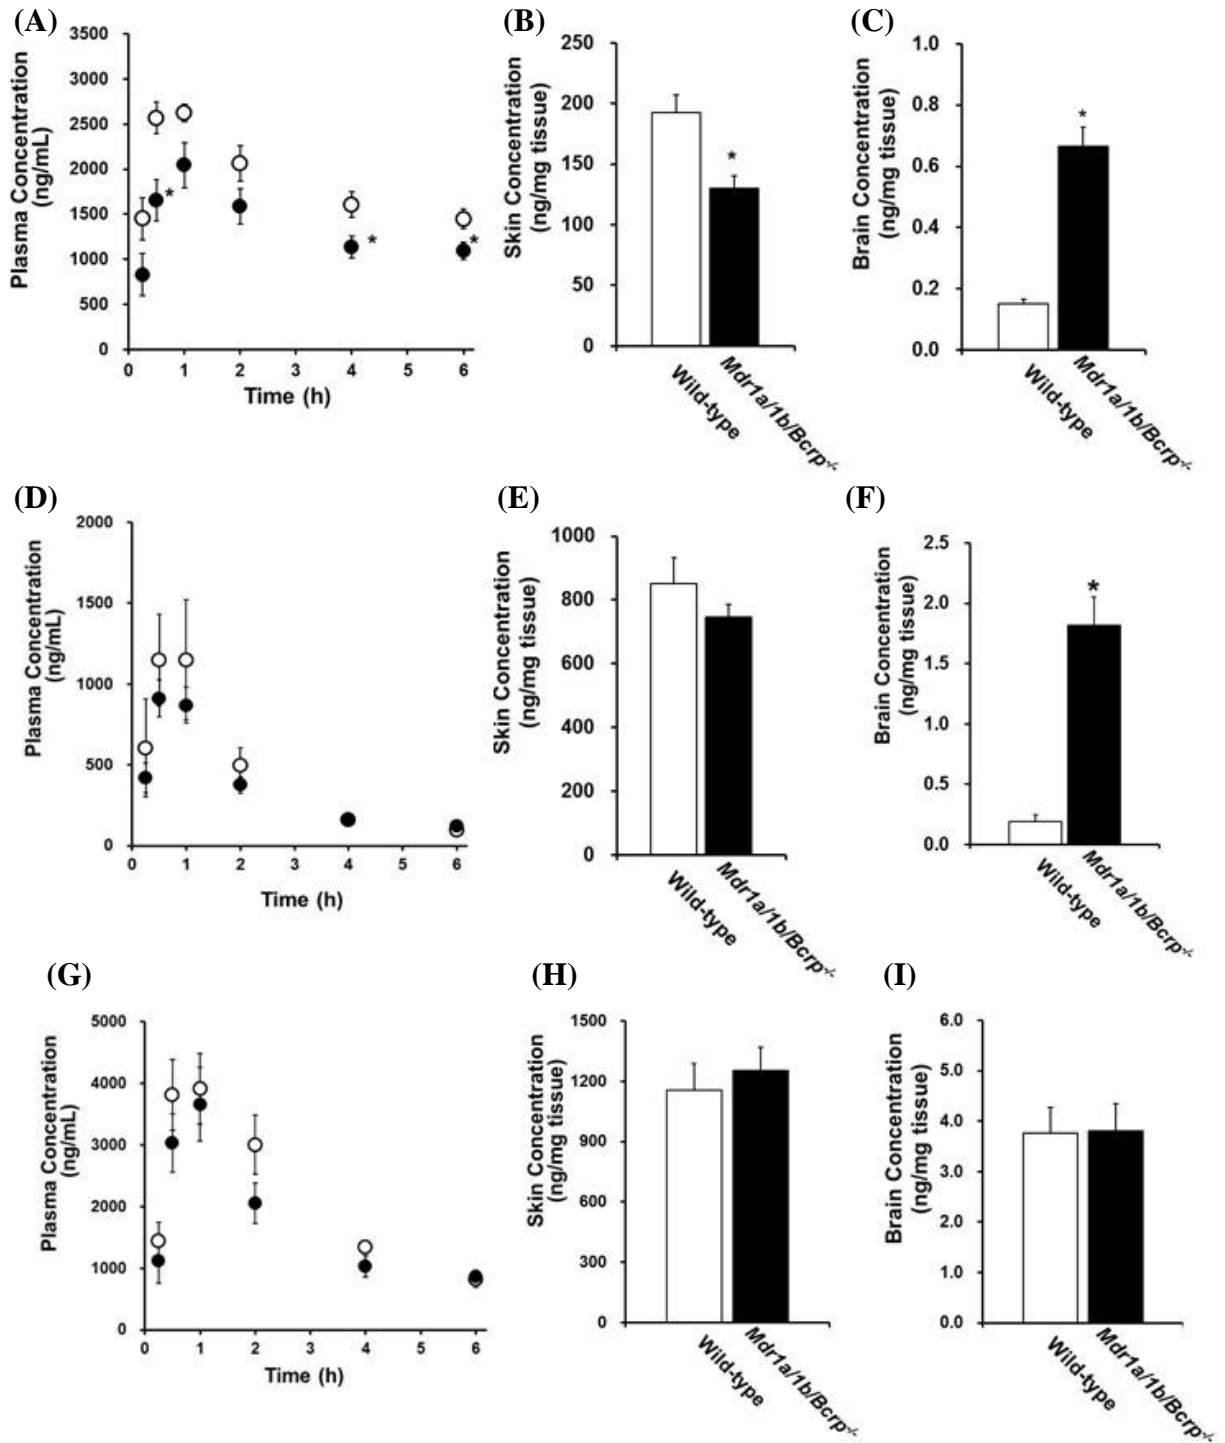 (A)
3500
3000
2500
2000
1500
1000
500
0
Plasma Concentration
(ng/mL)
*
*
*
0 1 2 3 4 5 6
Time (h)
(B)
250
200
150
100
50
0
Skin Concentration
(ng/mg tissue)
*
Wild-type
Mdr1a/1b/Bcrp-/-
(C)
1.0
0.8
0.6
0.4
0.2
0.0
Brain Concentration
(ng/mg tissue)
*
Wild-type
Mdr1a/1b/Bcrp-/-
(D)
2000
1500
1000
500
0
Plasma Concentration
(ng/mL)
0 1 2 3 4 5 6
Time (h)
(E)
1000
800
600
400
200
0
Skin Concentration
(ng/mg tissue)
Wild-type
Mdr1a/1b/Bcrp-/-
(F)
2.5
2.0
1.5
1.0
0.5
0.0
Brain Concentration
(ng/mg tissue)
*
Wild-type
Mdr1a/1b/Bcrp-/-
(G)
5000
4000
3000
2000
1000
0
Plasma Concentration
(ng/mL)
0 1 2 3 4 5 6
Time (h)
(H)
1500
1200
900
600
300
0
Skin Concentration
(ng/mg tissue)
Wild-type
Mdr1a/1b/Bcrp-/-
(I)
6.0
5.0
4.0
3.0
2.0
1.0
0.0
Brain Concentration
(ng/mg tissue)
Wild-type
Mdr1a/1b/Bcrp-/-